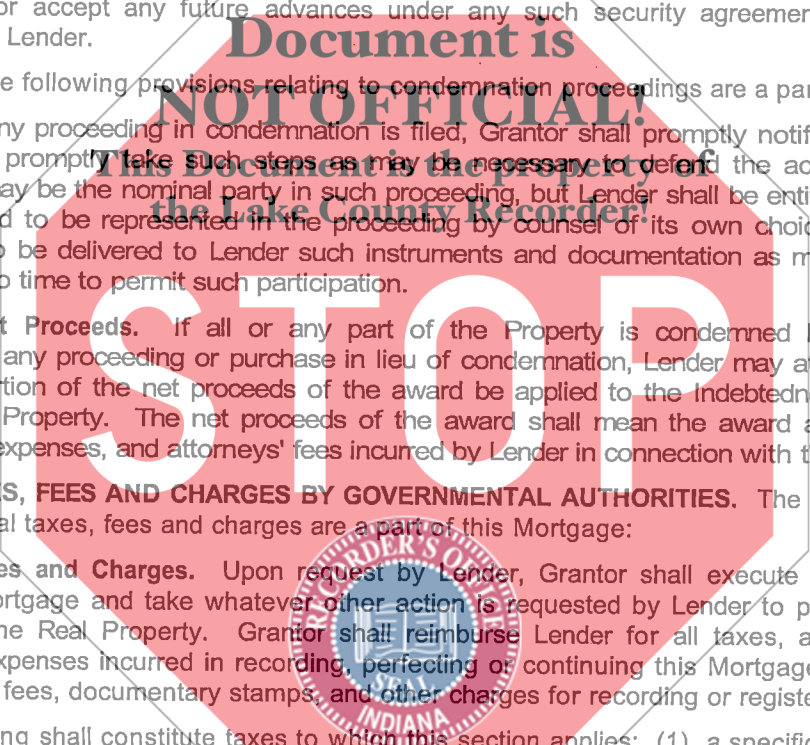 or accept any future advances under any such security agreemen
Document is
Lender.
e following provisions relating to condemnation proceedings are a par
NOT OFFICIAL!
ny proceeding in condemnation is filed, Grantor shall promptly notif
This Document is the property of
promptly take such steps as may be necessary to defend the ac
ay be the nominal party in such proceeding, but Lender shall be enti
the Lake County Recorder!
d to be represented in the proceeding by counsel of its own choic
o be delivered to Lender such instruments and documentation as m
o time to permit such participation.
STOP
t Proceeds. If all or any part of the Property is condemned
any proceeding or purchase in lieu of condemnation, Lender may a
rtion of the net proceeds of the award be applied to the Indebtedn
Property. The net proceeds of the award shall mean the award a
expenses, and attorneys' fees incurred by Lender in connection with t
S, FEES AND CHARGES BY GOVERNMENTAL AUTHORITIES. The
al taxes, fees and charges are a part of this Mortgage:
RECORDER'S OFFICE
es and Charges. Upon request by Lender, Grantor shall execute
ortgage and take whatever other action is requested by Lender to p
he Real Property. Grantor shall reimburse Lender for all taxes, a
xpenses incurred in recording, perfecting or continuing this Mortgage
SEAL
fees, documentary stamps, and other charges for recording or registe
INDIANA
ng shall constitute taxes to which this section applies: (1) a specific